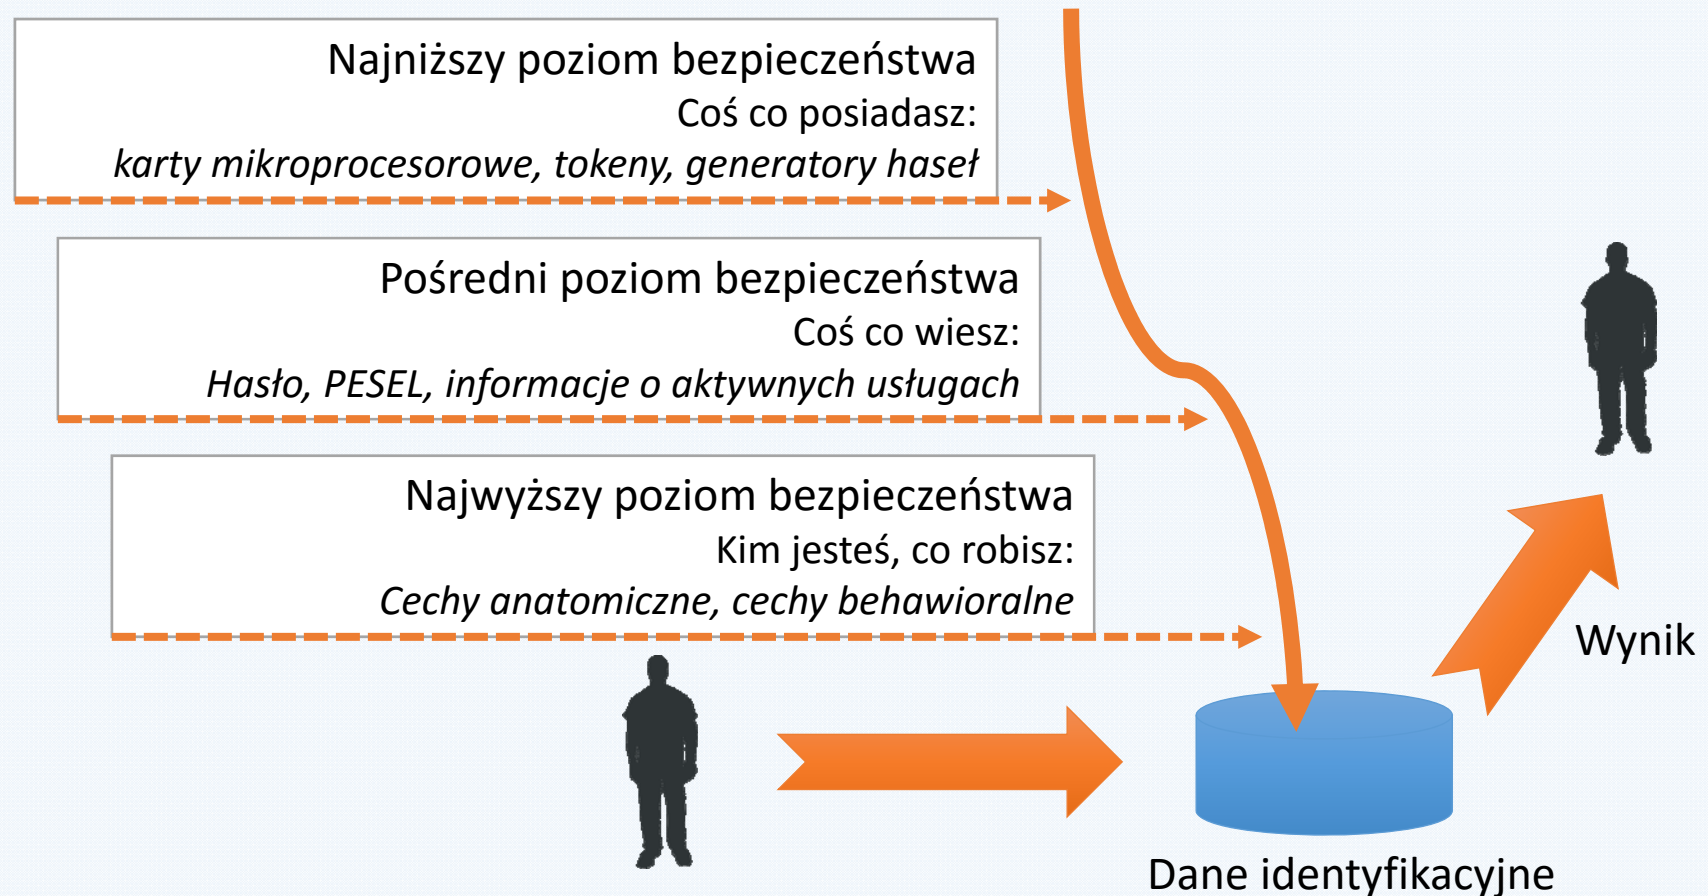 Najniższy poziom bezpieczeństwa
Coś co posiadasz:
karty mikroprocesorowe, tokeny, generatory haseł
Pośredni poziom bezpieczeństwa
Coś co wiesz:
Hasło, PESEL, informacje o aktywnych usługach
Najwyższy poziom bezpieczeństwa
Kim jesteś, co robisz:
Cechy anatomiczne, cechy behawioralne
Wynik
Dane identyfikacyjne